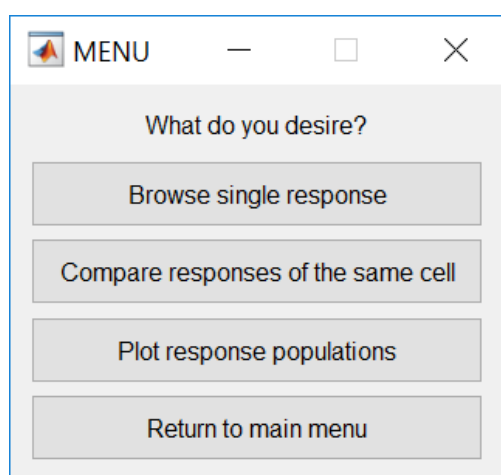 MENU
What do you desire?
Browse single response
Compare responses of the same cell
Plot response populations
Return to main menu